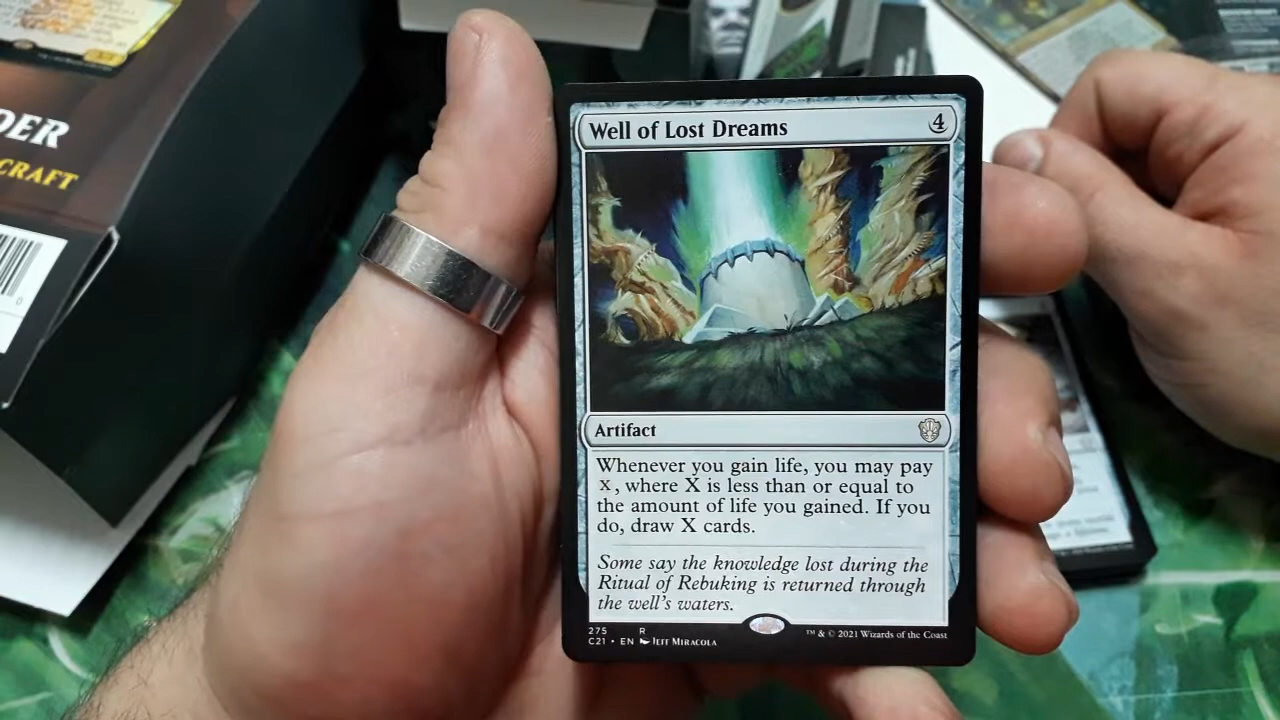 DER
CRAFT
0
Well of Lost Dreams 4
Artifact
Whenever you gain life, you may pay
X, where X is less than or equal to
the amount of life you gained. If you
do, draw X cards.
Some say the knowledge lost during the
Ritual of Rebuking is returned through
the well's waters.
275 R
C21 • EN Jeff Miracola
™ & © 2021 Wizards of the Coast